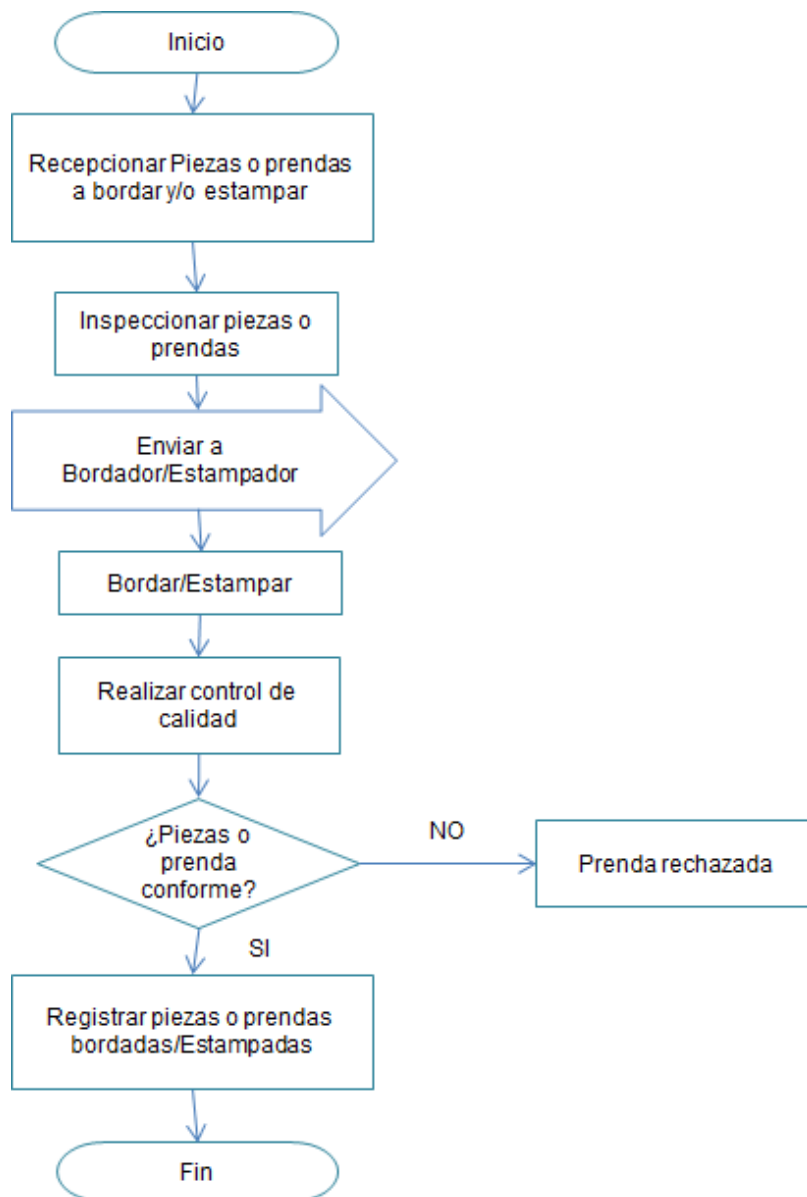 Inicio
Recepcionar Piezas o prendas
a bordar y/o estampar
Inspeccionar piezas o
prendas
Enviar a
Bordador/Estampador
Bordar/Estampar
Realizar control de
calidad
¿Piezas o
prenda
conforme?
NO
Prenda rechazada
SI
Registrar piezas o prendas
bordadas/Estampadas
Fin